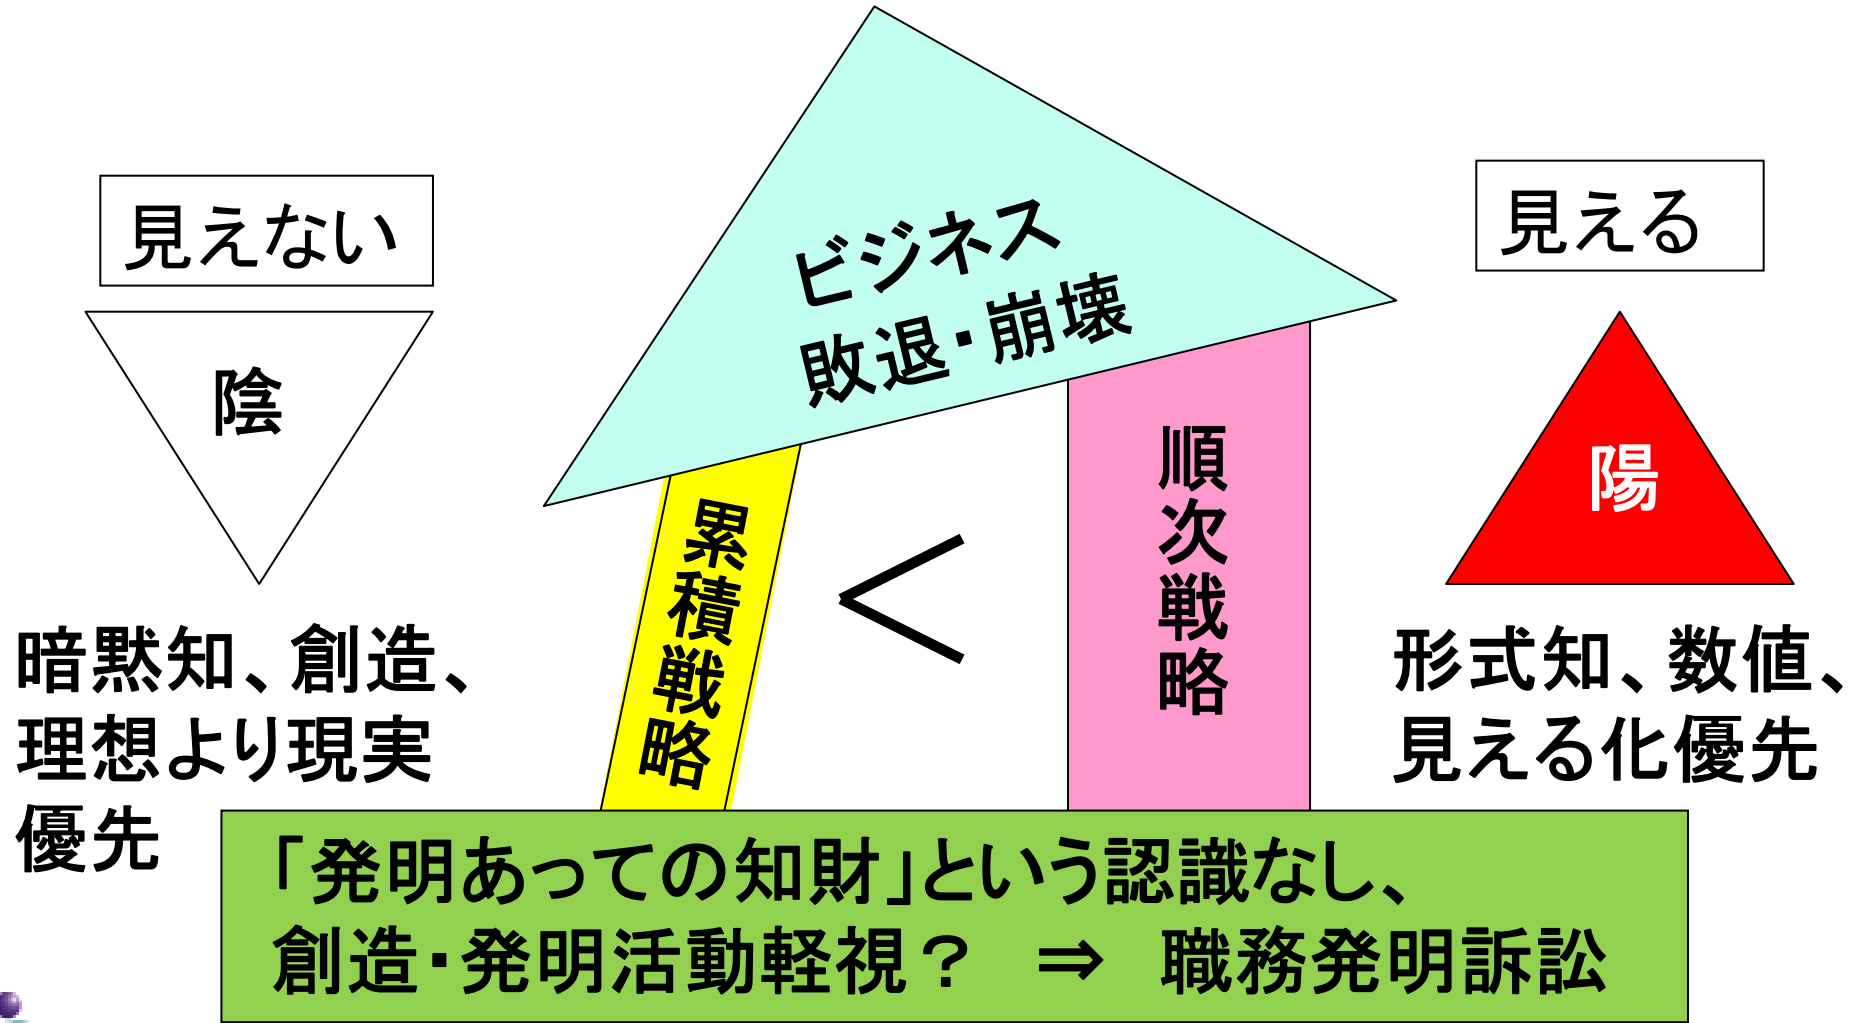 見えない
陰
暗黙知、創造、
理想より現実
優先
ビジネス
敗退・崩壊
累積戦略
＜
順次戦略
見える
陽
形式知、数値、
見える化優先
「発明あっての知財」という認識なし、
創造・発明活動軽視？　⇒　職務発明訴訟